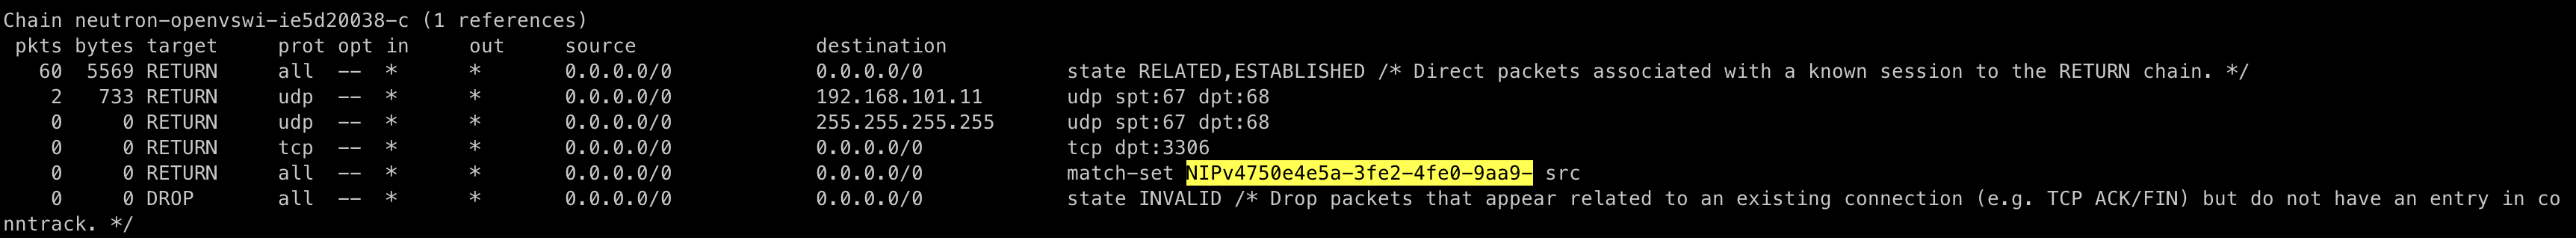 Chain neutron-openvswi-ie5d20038-c (1 references)
 pkts bytes target     prot opt in     out     source               destination
   60  5569 RETURN     all  --  *      *       0.0.0.0/0            0.0.0.0/0            state RELATED,ESTABLISHED /* Direct packets associated with a known session to the RETURN chain. */
    2   733 RETURN     udp  --  *      *       0.0.0.0/0            192.168.101.11       udp spt:67 dpt:68
    0     0 RETURN     udp  --  *      *       0.0.0.0/0            255.255.255.255      udp spt:67 dpt:68
    0     0 RETURN     tcp  --  *      *       0.0.0.0/0            0.0.0.0/0            tcp dpt:3306
    0     0 RETURN     all  --  *      *       0.0.0.0/0            0.0.0.0/0            match-set NIPv4750e4e5a-3fe2-4fe0-9aa9- src
    0     0 DROP       all  --  *      *       0.0.0.0/0            0.0.0.0/0            state INVALID /* Drop packets that appear related to an existing connection (e.g. TCP ACK/FIN) but do not have an entry in co
nntrack. */